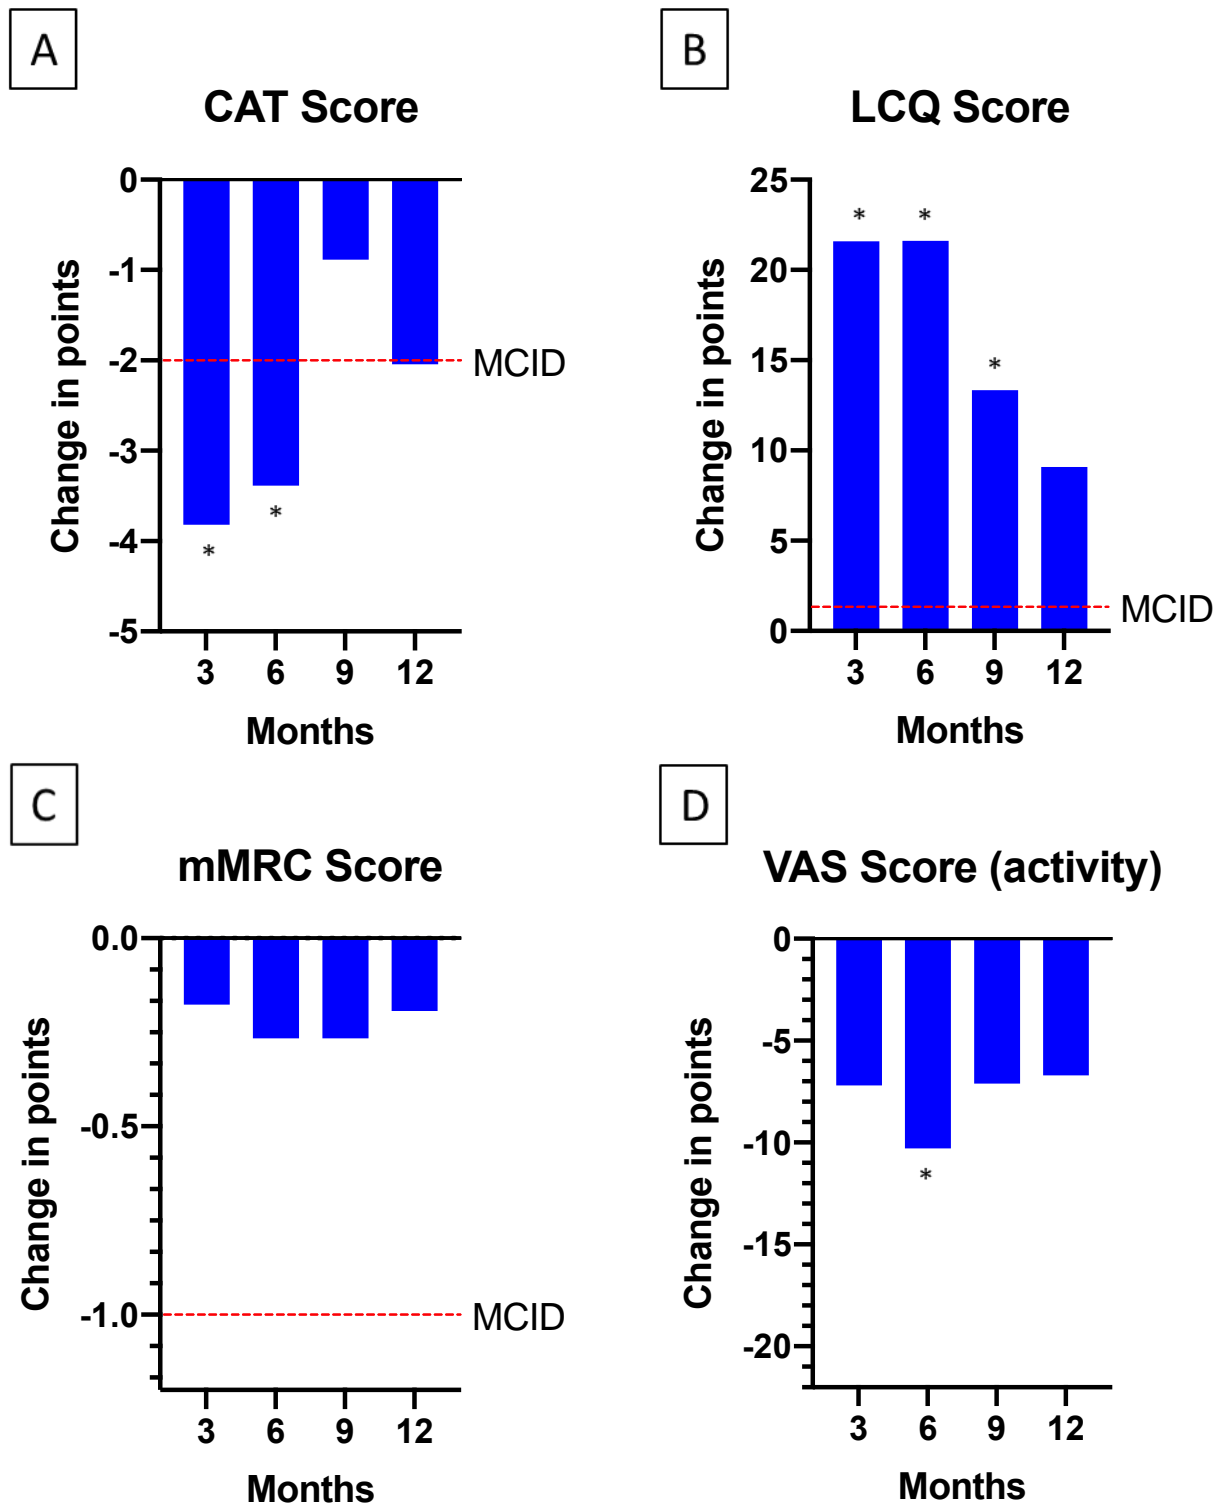 A
CAT Score
0
-1
-2
-3
-4
-5
Change in points
* *
MCID
3 6 9 12
Months
B
LCQ Score
25
20
15
10
5
0
Change in points
* * *
MCID
3 6 9 12
Months
C
mMRC Score
0.0
-0.5
-1.0
Change in points
MCID
3 6 9 12
Months
D
VAS Score (activity)
0
-5
-10
-15
-20
Change in points
*
3 6 9 12
Months